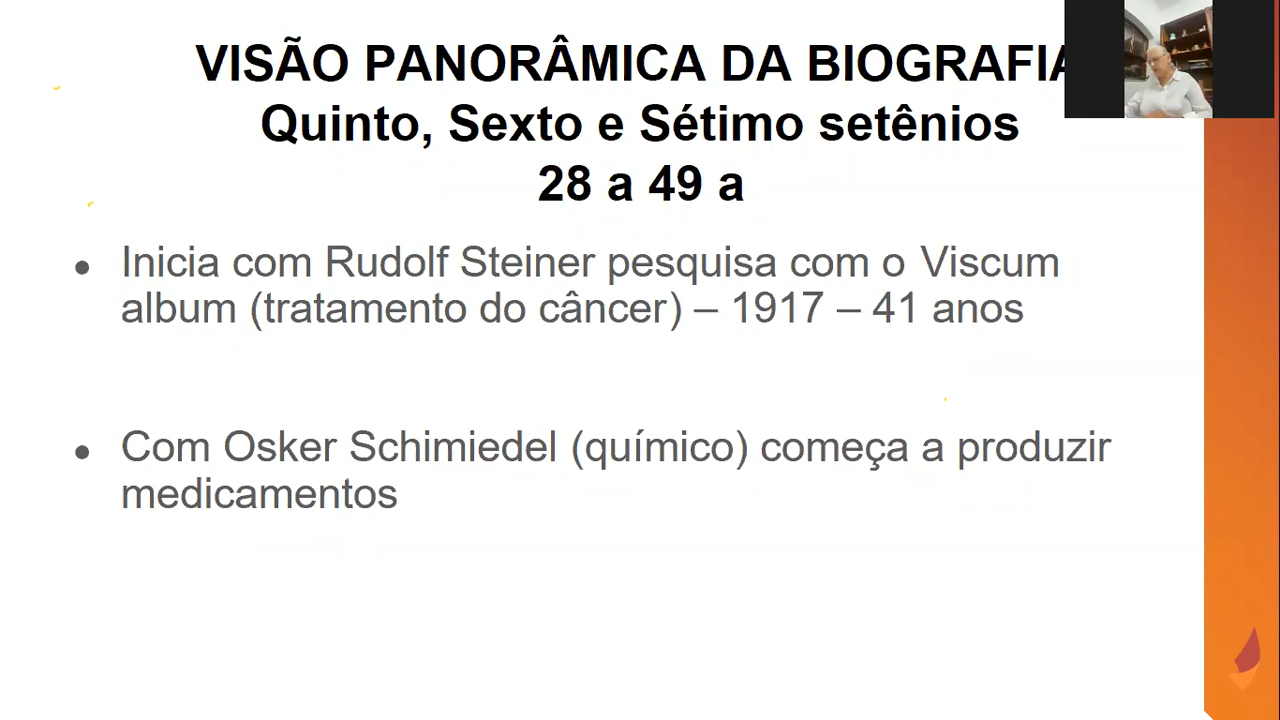 VISÃO PANORÂMICA DA BIOGRAFIA
Quinto, Sexto e Sétimo setênios
28 a 49 a
• Inicia com Rudolf Steiner pesquisa com o Viscum
album (tratamento do câncer) – 1917 – 41 anos
• Com Osker Schimiedel (químico) começa a produzir
medicamentos